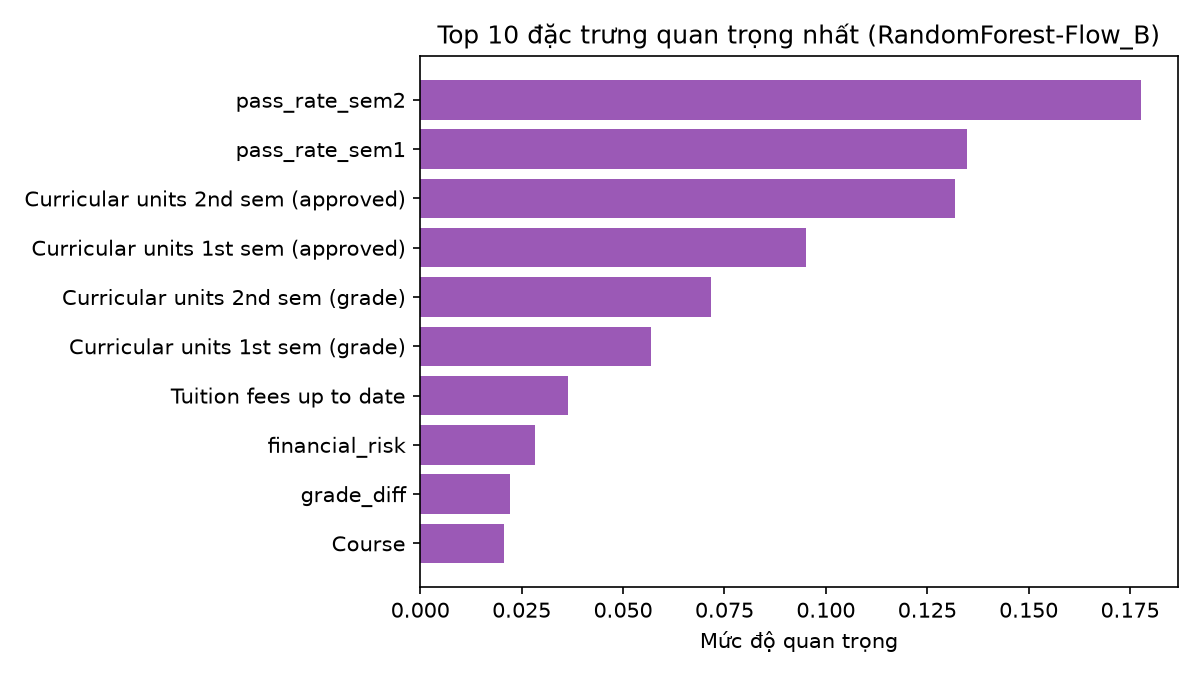 Top 10 đặc trưng quan trọng nhất (RandomForest-Flow_B)
pass_rate_sem2
pass_rate_sem1
Curricular units 2nd sem (approved)
Curricular units 1st sem (approved)
Curricular units 2nd sem (grade)
Curricular units 1st sem (grade)
Tuition fees up to date
financial_risk
grade_diff
Course
0.000 0.025 0.050 0.075 0.100 0.125 0.150 0.175
Mức độ quan trọng